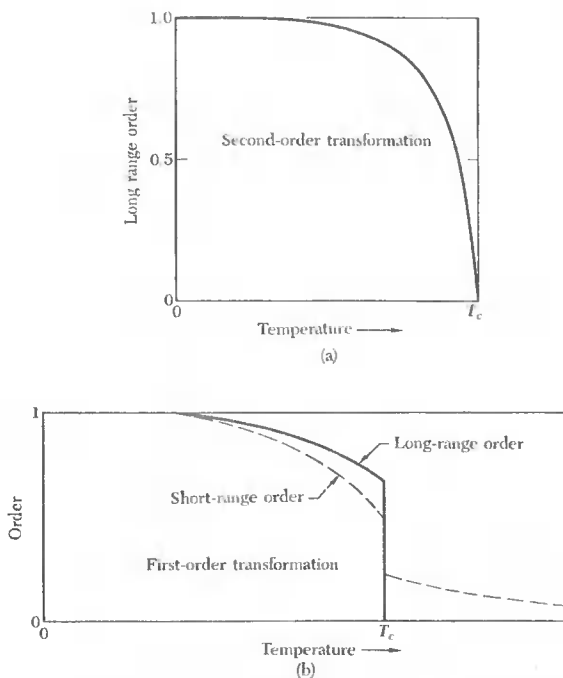 1.0
Long range order
Second-order transformation
0.5
0
0
T_c
Temperature
(a)
1
Long-range order
Short-range order
Order
First-order transformation
0
0
T_c
Temperature
(b)